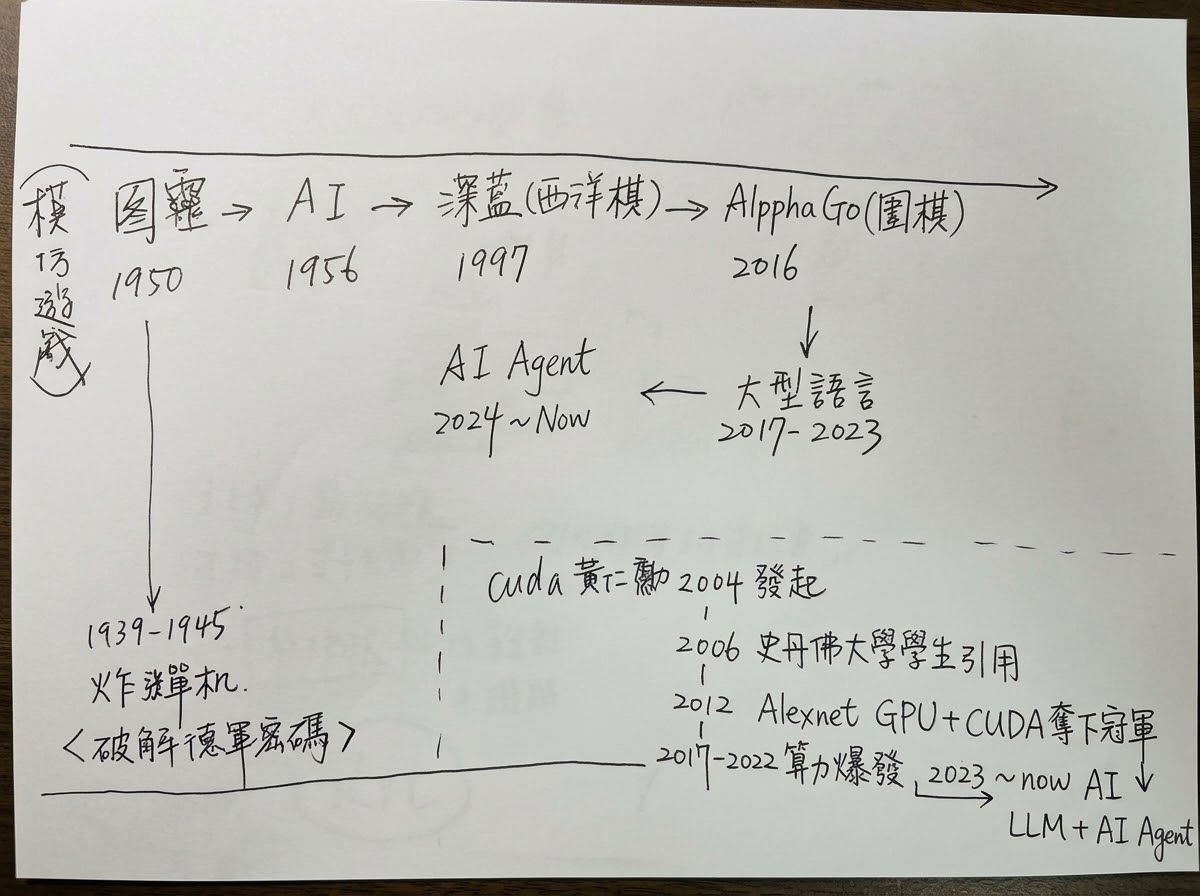 (模仿遊戲)
图靈 → AI → 深藍(西洋棋) → AlpphaGo(圍棋)
1950 1956 1997 2016
AI Agent ← 大型語言
2024~Now 2017-2023
1939-1945
炸彈單机.
<破解德軍密碼>
cuda 黃仁勳 2004 發起
2006 史丹佛大學學生引用
2012 Alexnet GPU+CUDA奪下冠軍
2017-2022 算力爆發 → 2023~now AI
LLM + AI Agent